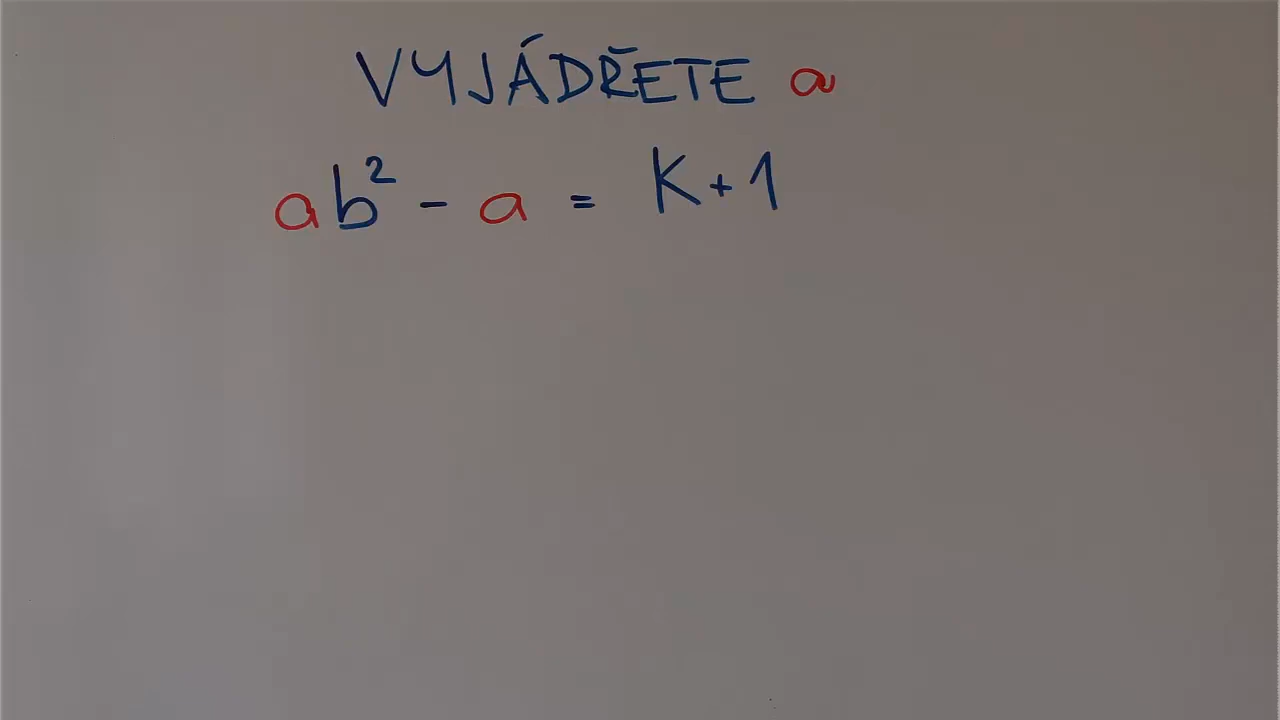 VYJÁDŘETE a
ab² - a = K + 1